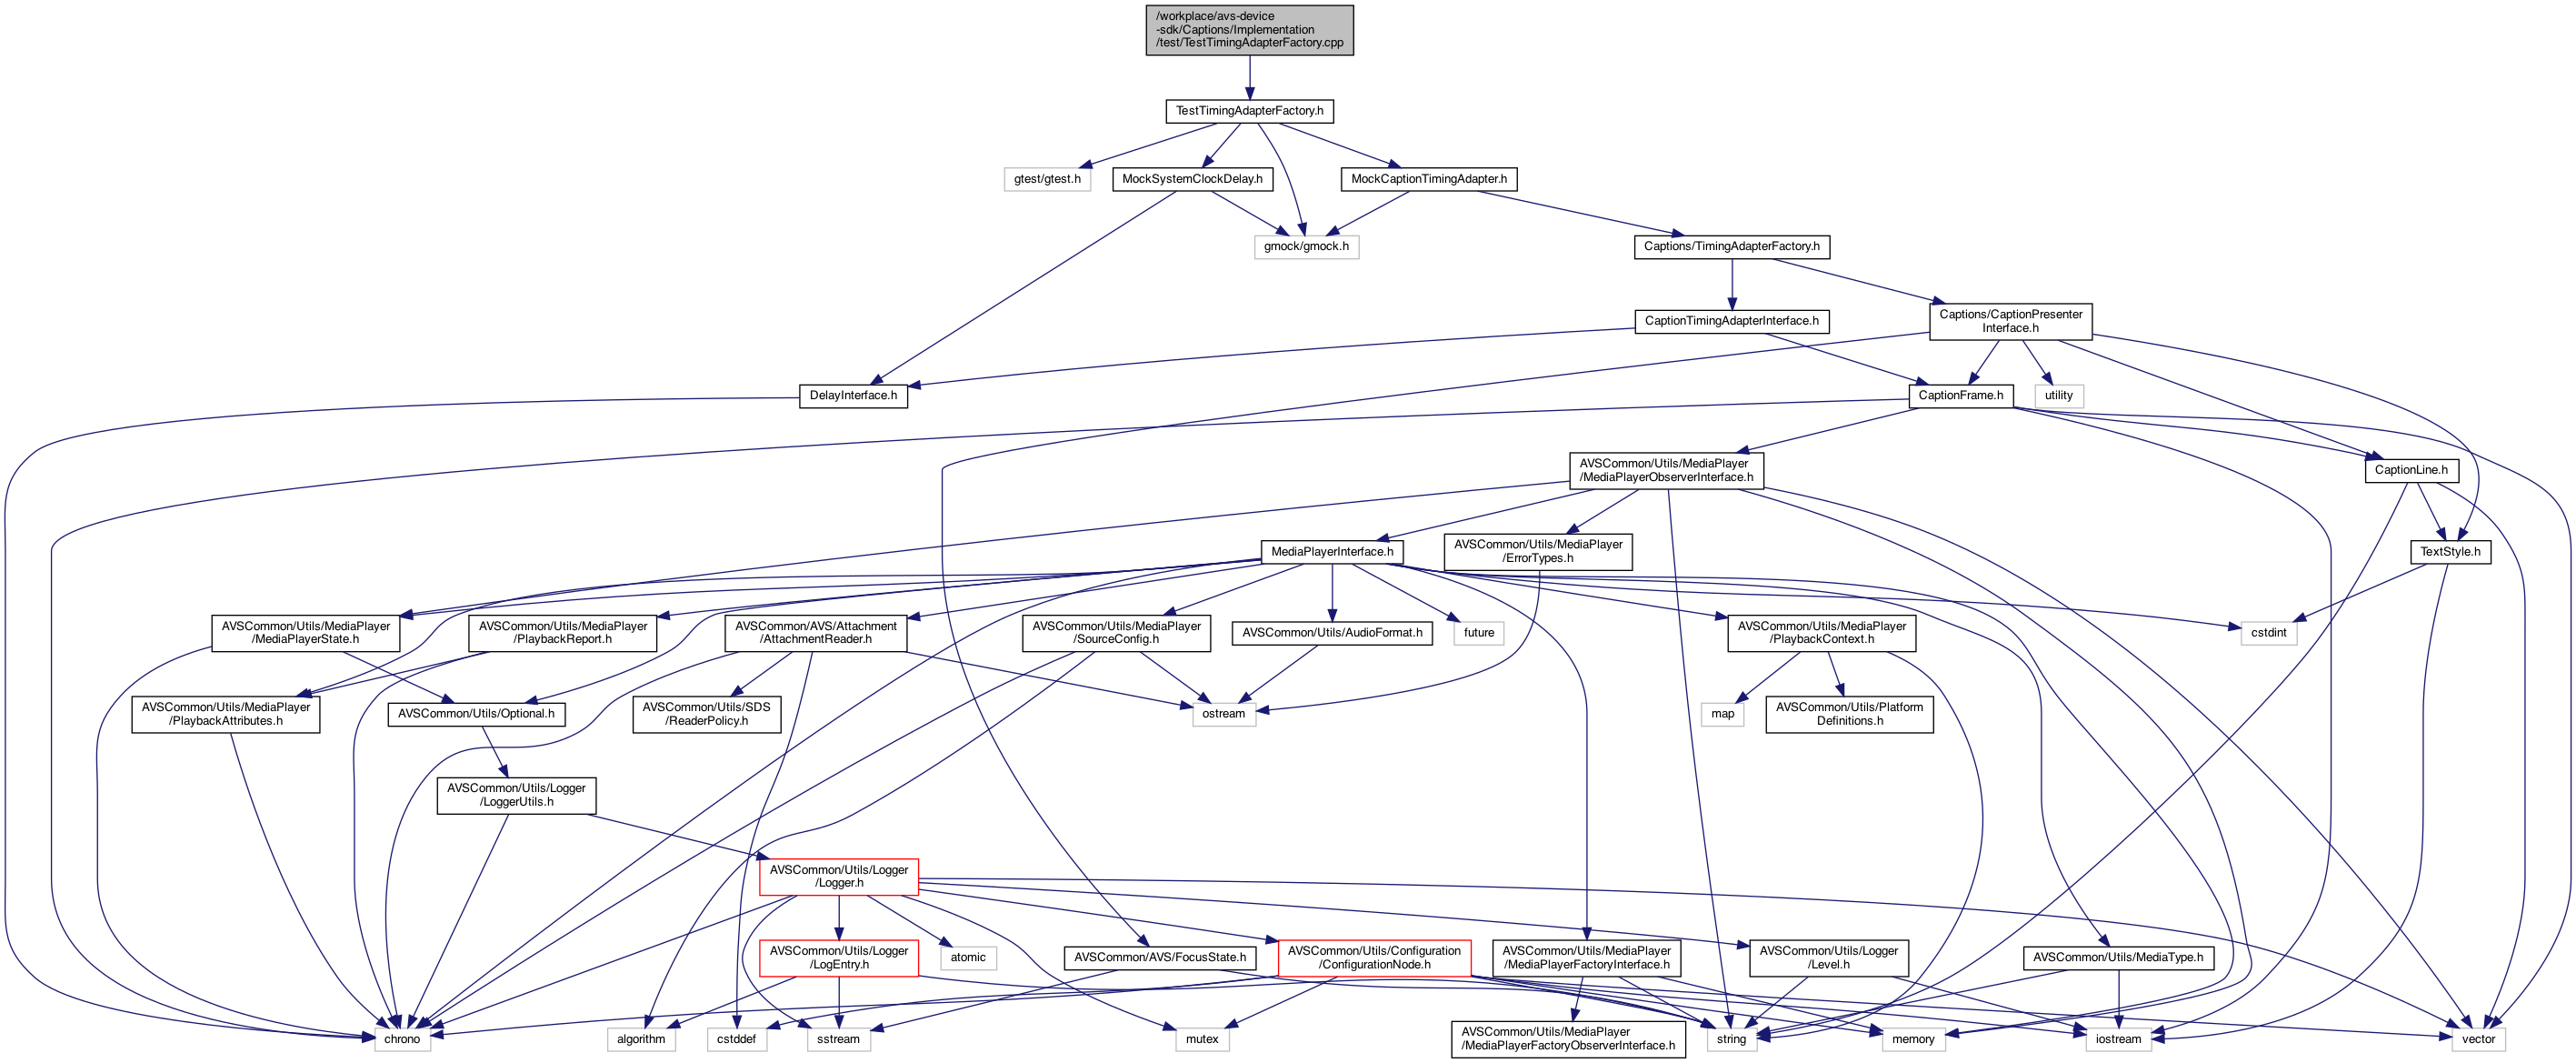 /workplace/avs-device
-sdk/Captions/Implementation
/test/TestTimingAdapterFactory.cpp
TestTimingAdapterFactory.h
gtest/gtest.h
MockSystemClockDelay.h
MockCaptionTimingAdapter.h
gmock/gmock.h
Captions/TimingAdapterFactory.h
CaptionTimingAdapterInterface.h
Captions/CaptionPresenter
Interface.h
DelayInterface.h
CaptionFrame.h
utility
AVSCommon/Utils/MediaPlayer
/MediaPlayerObserverInterface.h
CaptionLine.h
MediaPlayerInterface.h
AVSCommon/Utils/MediaPlayer
/ErrorTypes.h
TextStyle.h
AVSCommon/Utils/MediaPlayer
/MediaPlayerState.h
AVSCommon/Utils/MediaPlayer
/PlaybackReport.h
AVSCommon/AVS/Attachment
/AttachmentReader.h
AVSCommon/Utils/MediaPlayer
/SourceConfig.h
AVSCommon/Utils/AudioFormat.h
future
AVSCommon/Utils/MediaPlayer
/PlaybackContext.h
cstdint
AVSCommon/Utils/MediaPlayer
/PlaybackAttributes.h
AVSCommon/Utils/Optional.h
AVSCommon/Utils/SDS
/ReaderPolicy.h
ostream
map
AVSCommon/Utils/Platform
Definitions.h
AVSCommon/Utils/Logger
/LoggerUtils.h
AVSCommon/Utils/Logger
/Logger.h
AVSCommon/Utils/Logger
/LogEntry.h
atomic
AVSCommon/AVS/FocusState.h
AVSCommon/Utils/Configuration
/ConfigurationNode.h
AVSCommon/Utils/MediaPlayer
/MediaPlayerFactoryInterface.h
AVSCommon/Utils/Logger
/Level.h
AVSCommon/Utils/MediaType.h
chrono
algorithm
cstddef
sstream
mutex
AVSCommon/Utils/MediaPlayer
/MediaPlayerFactoryObserverInterface.h
string
memory
iostream
vector